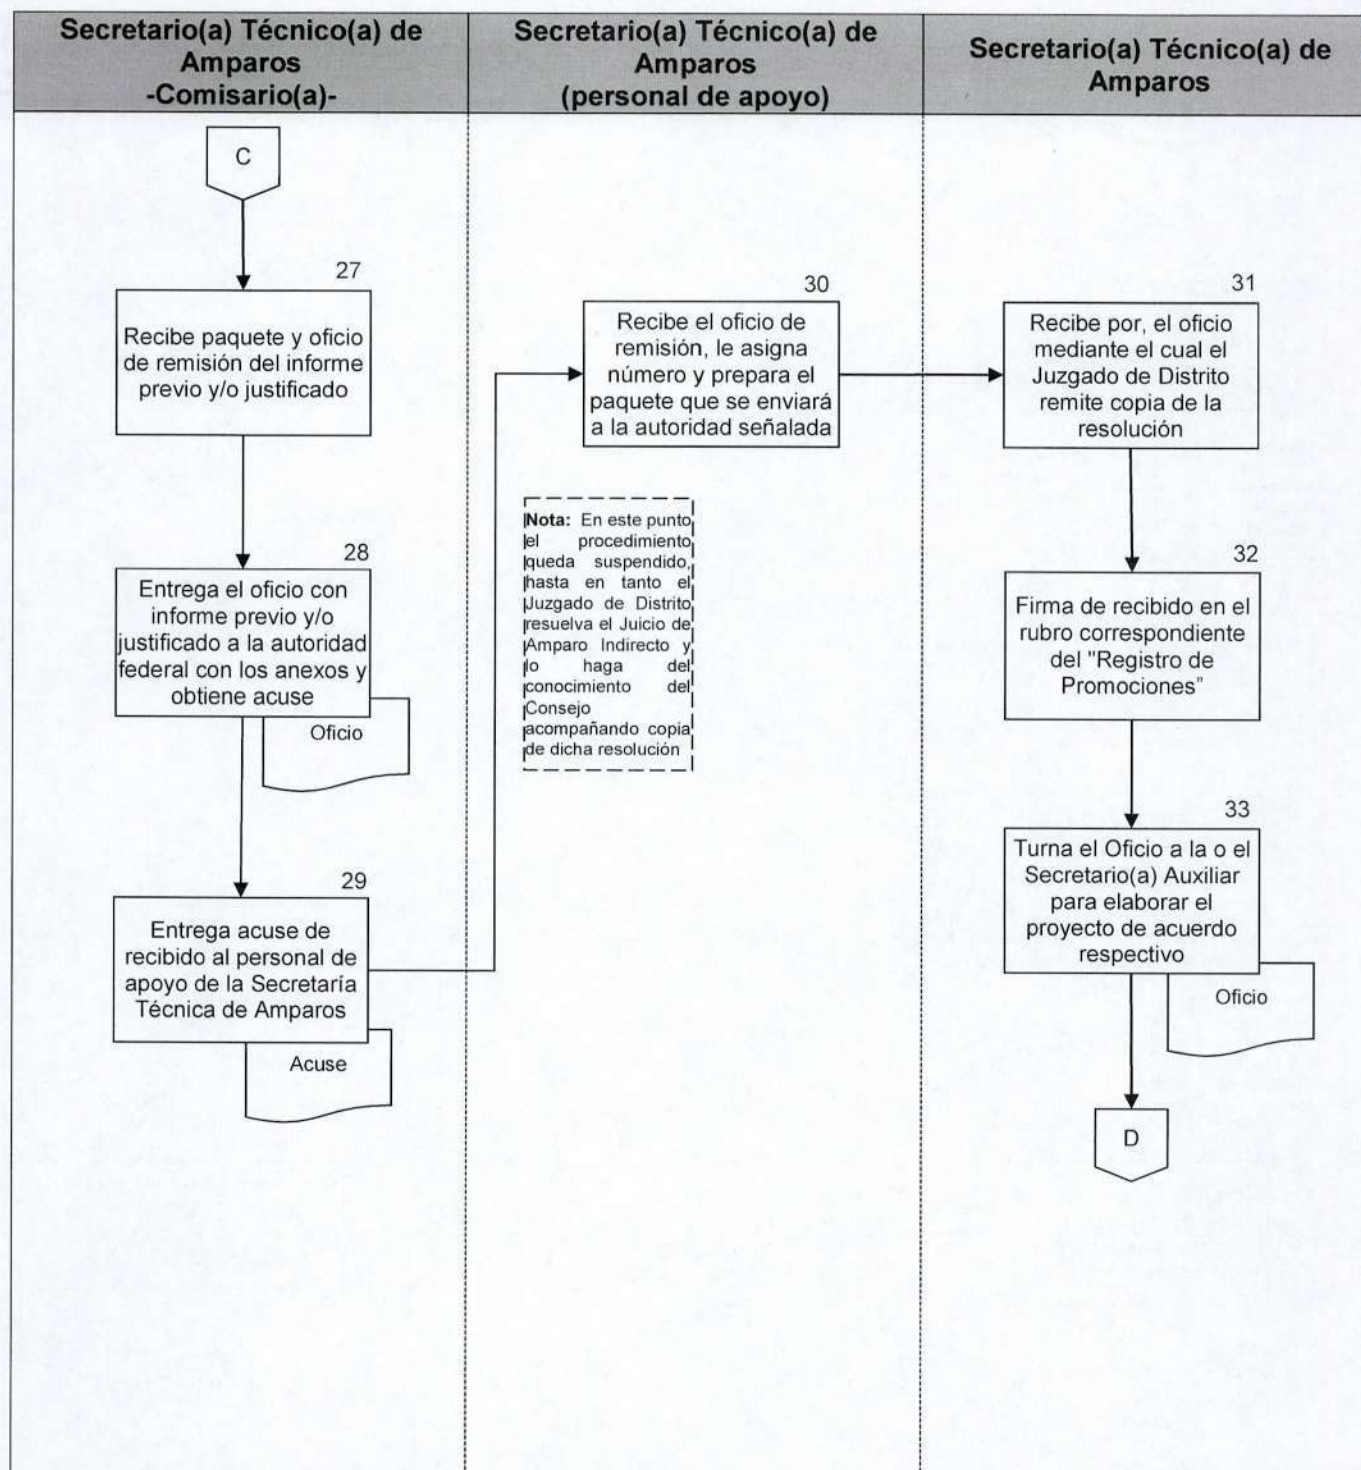 Secretario(a) Técnico(a) de
Amparos
-Comisario(a)-
Secretario(a) Técnico(a) de
Amparos
(personal de apoyo)
Secretario(a) Técnico(a) de
Amparos
C
27
Recibe paquete y oficio
de remisión del informe
previo y/o justificado
28
Entrega el oficio con
informe previo y/o
justificado a la autoridad
federal con los anexos y
obtiene acuse
Oficio
29
Entrega acuse de
recibido al personal de
apoyo de la Secretaría
Técnica de Amparos
Acuse
30
Recibe el oficio de
remisión, le asigna
número y prepara el
paquete que se enviará
a la autoridad señalada
Nota: En este punto
el procedimiento
queda suspendido,
hasta en tanto el
Juzgado de Distrito
resuelva el Juicio de
Amparo Indirecto y
lo haga del
conocimiento del
Consejo
acompañando copia
de dicha resolución
31
Recibe por, el oficio
mediante el cual el
Juzgado de Distrito
remite copia de la
resolución
32
Firma de recibido en el
rubro correspondiente
del "Registro de
Promociones”
33
Turna el Oficio a la o el
Secretario(a) Auxiliar
para elaborar el
proyecto de acuerdo
respectivo
Oficio
D